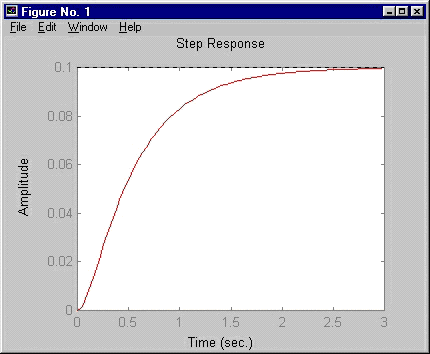 Figure No. 1
File Edit Window Help
Step Response
0.1
0.08
0.06
0.04
0.02
0
Amplitude
0 0.5 1 1.5 2 2.5 3
Time (sec.)